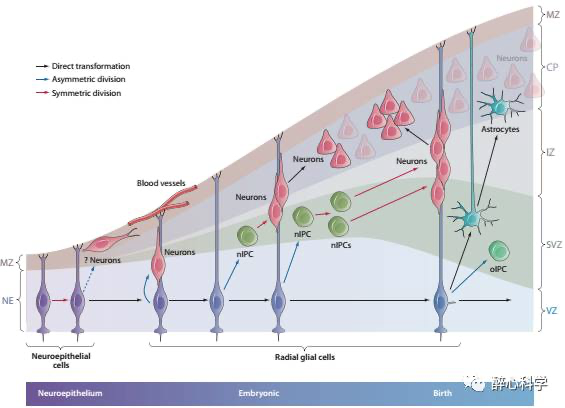 MZ
Direct transformation
Asymmetric division
Symmetric division
Neurons
CP
Astrocytes
IZ
Blood vessels
Neurons
Neurons
Neurons
Neurons
? Neurons
nIPC
nIPC
nIPCs
oIPC
SVZ
MZ
NE
VZ
Neuroepithelial
cells
Radial glial cells
Neuroepithelium
Embryonic
Birth
醉心科学